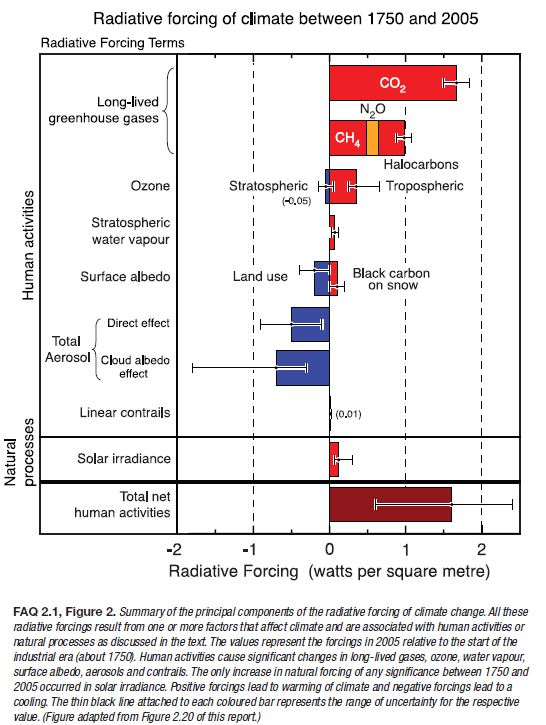 Radiative forcing of climate between 1750 and 2005
Radiative Forcing Terms
Human activities
Long-lived
greenhouse gases
CO2
N2O
CH4
Halocarbons
Ozone
Stratospheric
(-0.05)
Tropospheric
Stratospheric
water vapour
Surface albedo
Land use
Black carbon
on snow
Total
Aerosol
Direct effect
Cloud albedo
effect
Linear contrails
(0.01)
Natural
processes
Solar irradiance
Total net
human activities
-2 -1 0 1 2
Radiative Forcing (watts per square metre)
FAQ 2.1, Figure 2. Summary of the principal components of the radiative forcing of climate change. All these
radiative forcings result from one or more factors that affect climate and are associated with human activities or
natural processes as discussed in the text. The values represent the forcings in 2005 relative to the start of the
industrial era (about 1750). Human activities cause significant changes in long-lived gases, ozone, water vapour,
surface albedo, aerosols and contrails. The only increase in natural forcing of any significance between 1750 and
2005 occurred in solar irradiance. Positive forcings lead to warming of climate and negative forcings lead to a
cooling. The thin black line attached to each coloured bar represents the range of uncertainty for the respective
value. (Figure adapted from Figure 2.20 of this report.)